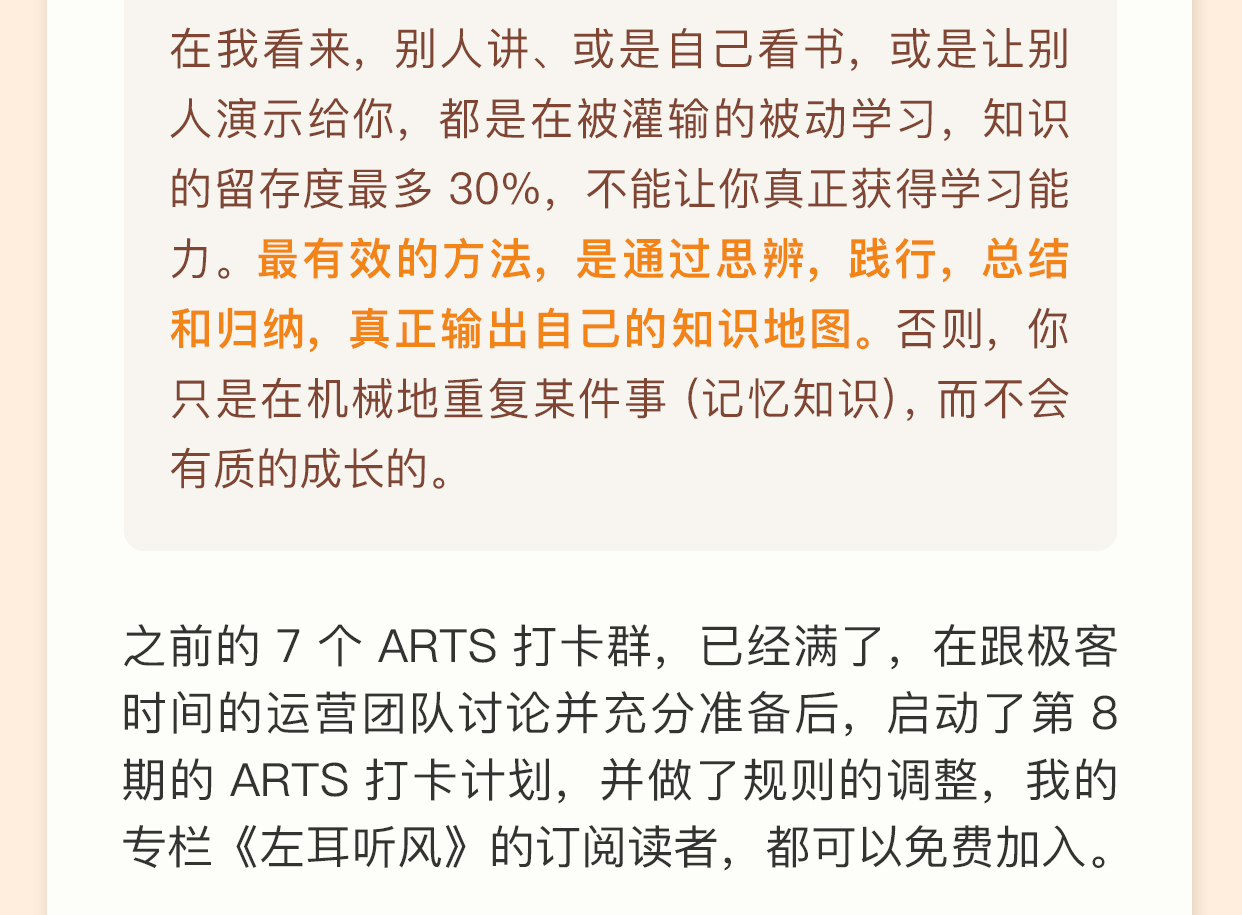 在我看来，别人讲、或是自己看书，或是让别
人演示给你，都是在被灌输的被动学习，知识
的留存度最多 30%，不能让你真正获得学习能
力。最有效的方法，是通过思辨，践行，总结
和归纳，真正输出自己的知识地图。否则，你
只是在机械地重复某件事（记忆知识），而不会
有质的成长的。
之前的 7 个 ARTS 打卡群，已经满了，在跟极客
时间的运营团队讨论并充分准备后，启动了第 8
期的 ARTS 打卡计划，并做了规则的调整，我的
专栏《左耳听风》的订阅读者，都可以免费加入。